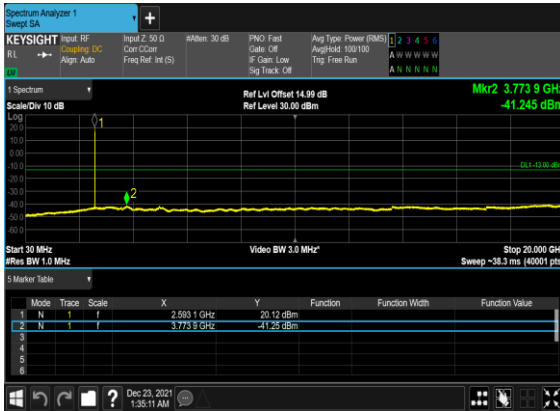 Spectrum Analyzer 1
Swept SA
+
KEYSIGHT
RL
Input: RF
Coupling: DC
Align: Auto
Input Z: 50 Ω
Corr CCorr
Freq Ref: Int (S)
#Atten: 30 dB
PNO: Fast
Gate: Off
IF Gain: Low
Sig Track: Off
Avg Type: Power (RMS)
Avg|Hold: 100/100
Trig: Free Run
1 2 3 4 5 6
A W W W W W
A N N N N N
1 Spectrum
Scale/Div 10 dB
Ref Lvl Offset 14.99 dB
Ref Level 30.00 dBm
Mkr2 3.773 9 GHz
-41.245 dBm
Log
20.0
10.0
0.00
-10.0
-20.0
-30.0
-40.0
-50.0
-60.0
1
2
DL1 -13.00 dBm
Start 30 MHz
#Res BW 1.0 MHz
Video BW 3.0 MHz*
Stop 20.000 GHz
Sweep ~38.3 ms (40001 pts)
5 Marker Table
Mode Trace Scale X Y Function Function Width Function Value
1 N 1 f 2.593 1 GHz 20.12 dBm
2 N 1 f 3.773 9 GHz -41.25 dBm
3
4
5
6
?
Dec 23, 2021
1:35:11 AM